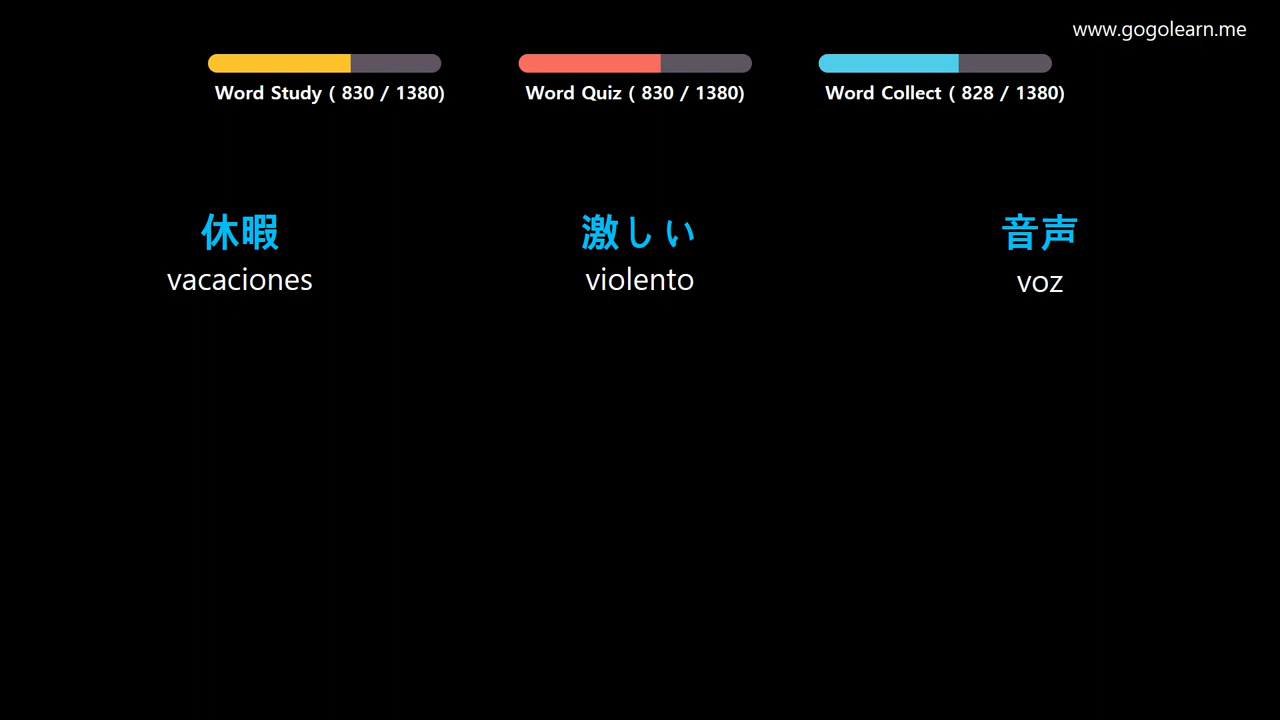 www.gogolearn.me
Word Study ( 830 / 1380)
Word Quiz ( 830 / 1380)
Word Collect ( 828 / 1380)
休暇
vacaciones
激しい
violento
音声
voz